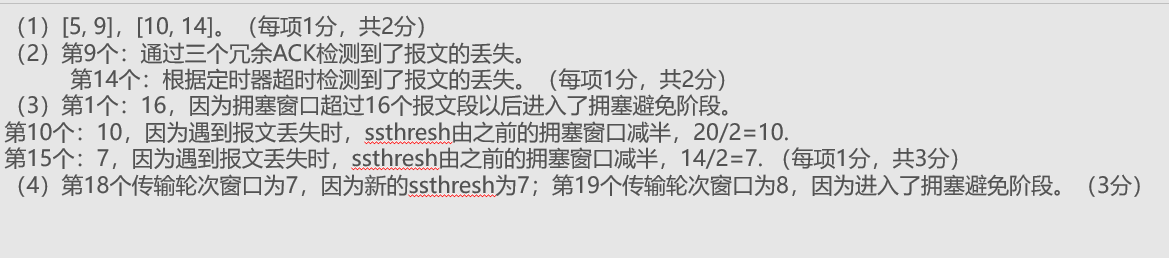 （1）[5, 9]，[10, 14]。（每项1分，共2分）
（2）第9个：通过三个冗余ACK检测到了报文的丢失。
第14个：根据定时器超时检测到了报文的丢失。（每项1分，共2分）
（3）第1个：16，因为拥塞窗口超过16个报文段以后进入了拥塞避免阶段。
第10个：10，因为遇到报文丢失时，ssthresh由之前的拥塞窗口减半，20/2=10.
第15个：7，因为遇到报文丢失时，ssthresh由之前的拥塞窗口减半，14/2=7.（每项1分，共3分）
（4）第18个传输轮次窗口为7，因为新的ssthresh为7；第19个传输轮次窗口为8，因为进入了拥塞避免阶段。（3分）